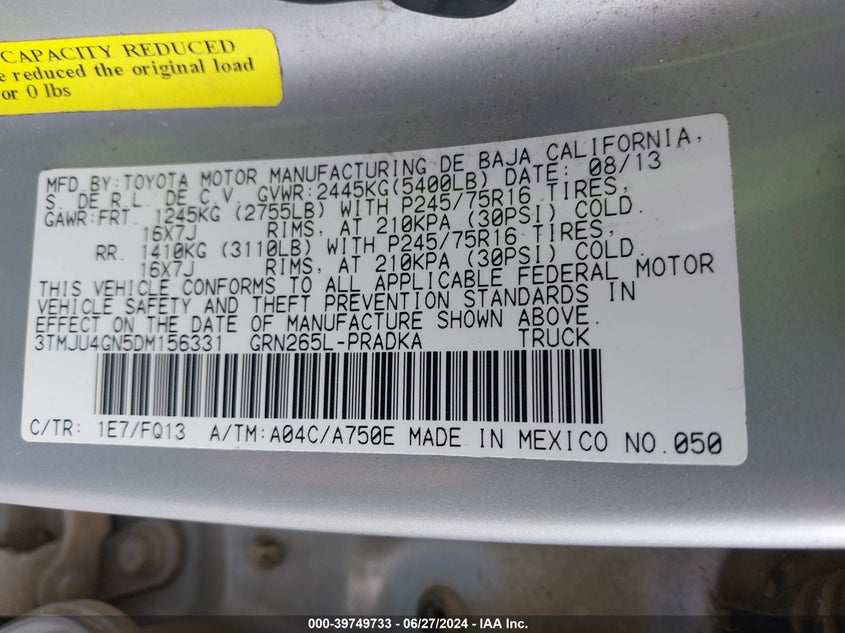 CAPACITY REDUCED
e reduced the original load
or 0 lbs
MFD.BY:TOYOTA MOTOR MANUFACTURING DE BAJA CALIFORNIA,
S. DE R.L. DE C.V. GVWR:2445KG(5400LB) DATE: 08/13
GAWR:FRT. 1245KG (2755LB) WITH P245/75R16 TIRES,
16X7J RIMS, AT 210KPA (30PSI) COLD.
RR. 1410KG (3110LB) WITH P245/75R16 TIRES,
16X7J RIMS, AT 210KPA (30PSI) COLD.
THIS VEHICLE CONFORMS TO ALL APPLICABLE FEDERAL MOTOR
VEHICLE SAFETY AND THEFT PREVENTION STANDARDS IN
EFFECT ON THE DATE OF MANUFACTURE SHOWN ABOVE.
3TMJU4GN5DM156331 GRN265L-PRADKA TRUCK
C/TR: 1E7/FQ13 A/TM:A04C/A750E MADE IN MEXICO NO.050
000-39749733 - 06/27/2024 - IAA Inc.